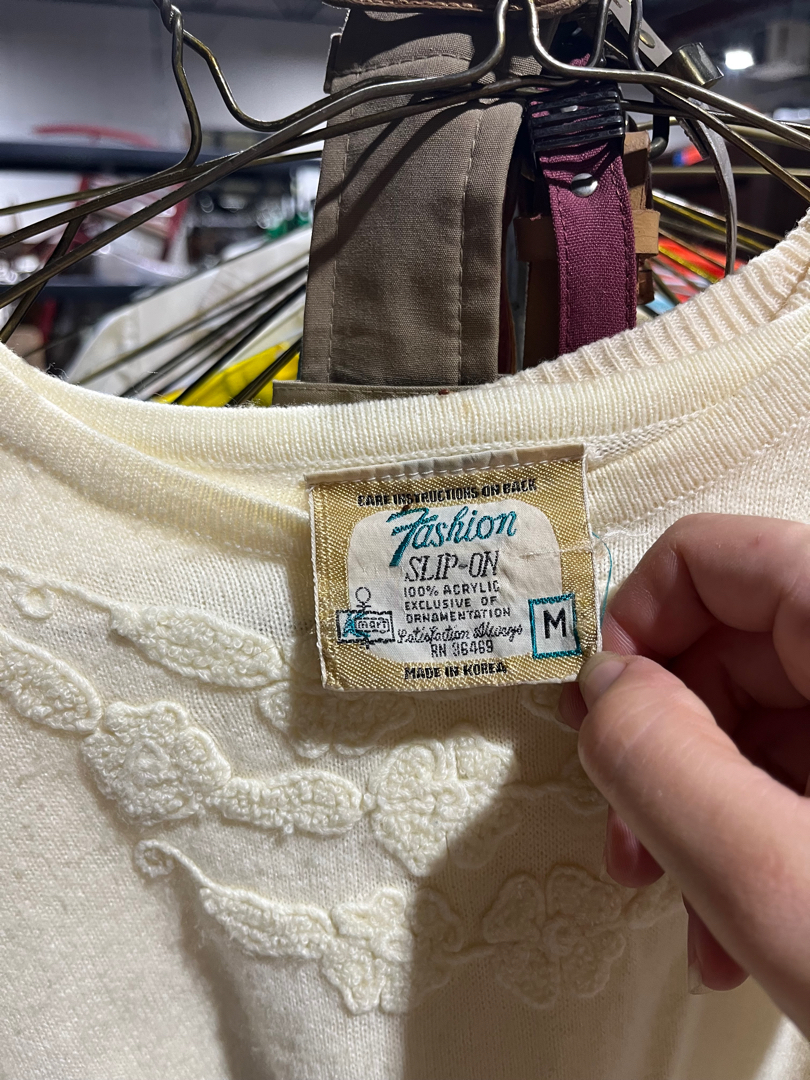 CARE INSTRUCTIONS ON BACK
Fashion
SLIP-ON
100% ACRYLIC
EXCLUSIVE OF
ORNAMENTATION
Kmart
Satisfaction Always
RN 36469
M
MADE IN KOREA